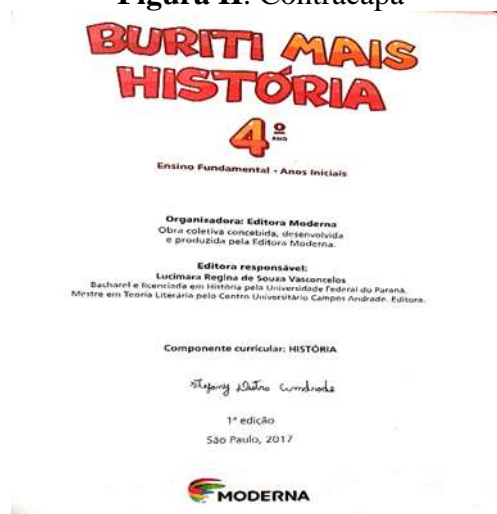 Figura II: Contracapa
BURITI MAIS
HISTÓRIA
4º
ANO
Ensino Fundamental • Anos Iniciais
Organizadora: Editora Moderna
Obra coletiva concebida, desenvolvida
e produzida pela Editora Moderna.
Editora responsável:
Lucimara Regina de Souza Vasconcelos
Bacharel e licenciada em História pela Universidade Federal do Paraná.
Mestre em Teoria Literária pelo Centro Universitário Campos Andrade. Editora.
Componente curricular: HISTÓRIA
1ª edição
São Paulo, 2017
MODERNA